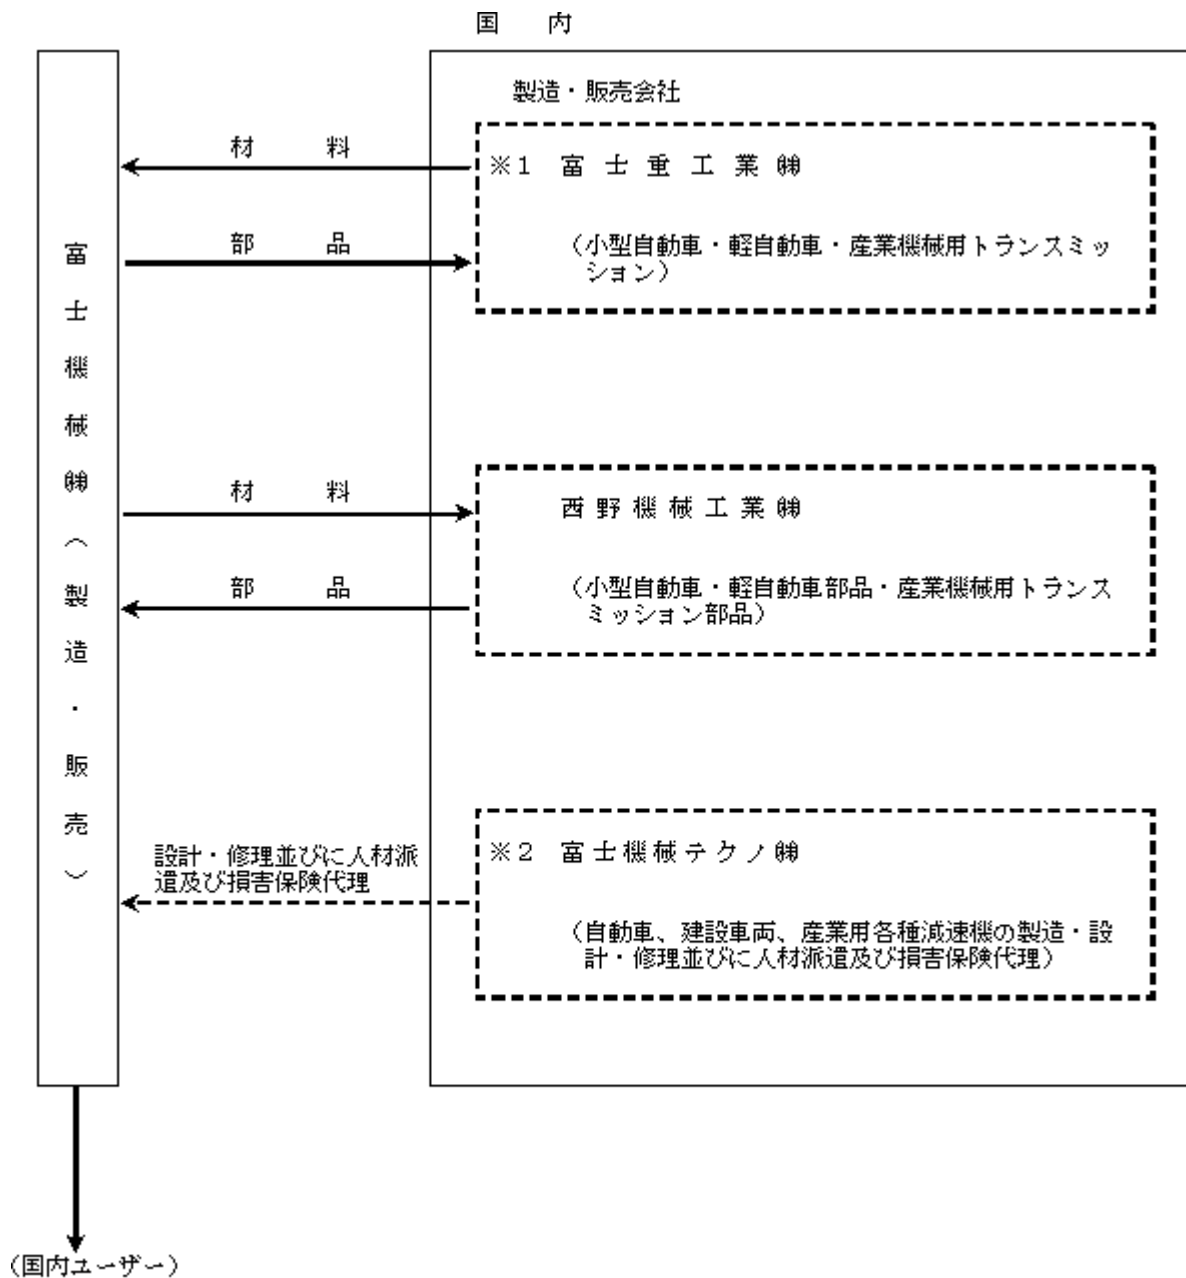 国　内
製造・販売会社
材　料
※１　富 士 重 工 業 ㈱
部　品
（小型自動車・軽自動車・産業機械用トランスミッ
ション）
富士機械㈱（製造・販売）
材　料
西 野 機 械 工 業 ㈱
部　品
（小型自動車・軽自動車部品・産業機械用トランス
ミッション部品）
設計・修理並びに人材派
遣及び損害保険代理
※２　富 士 機 械 テ ク ノ ㈱
（自動車、建設車両、産業用各種減速機の製造・設
計・修理並びに人材派遣及び損害保険代理）
（国内ユーザー）